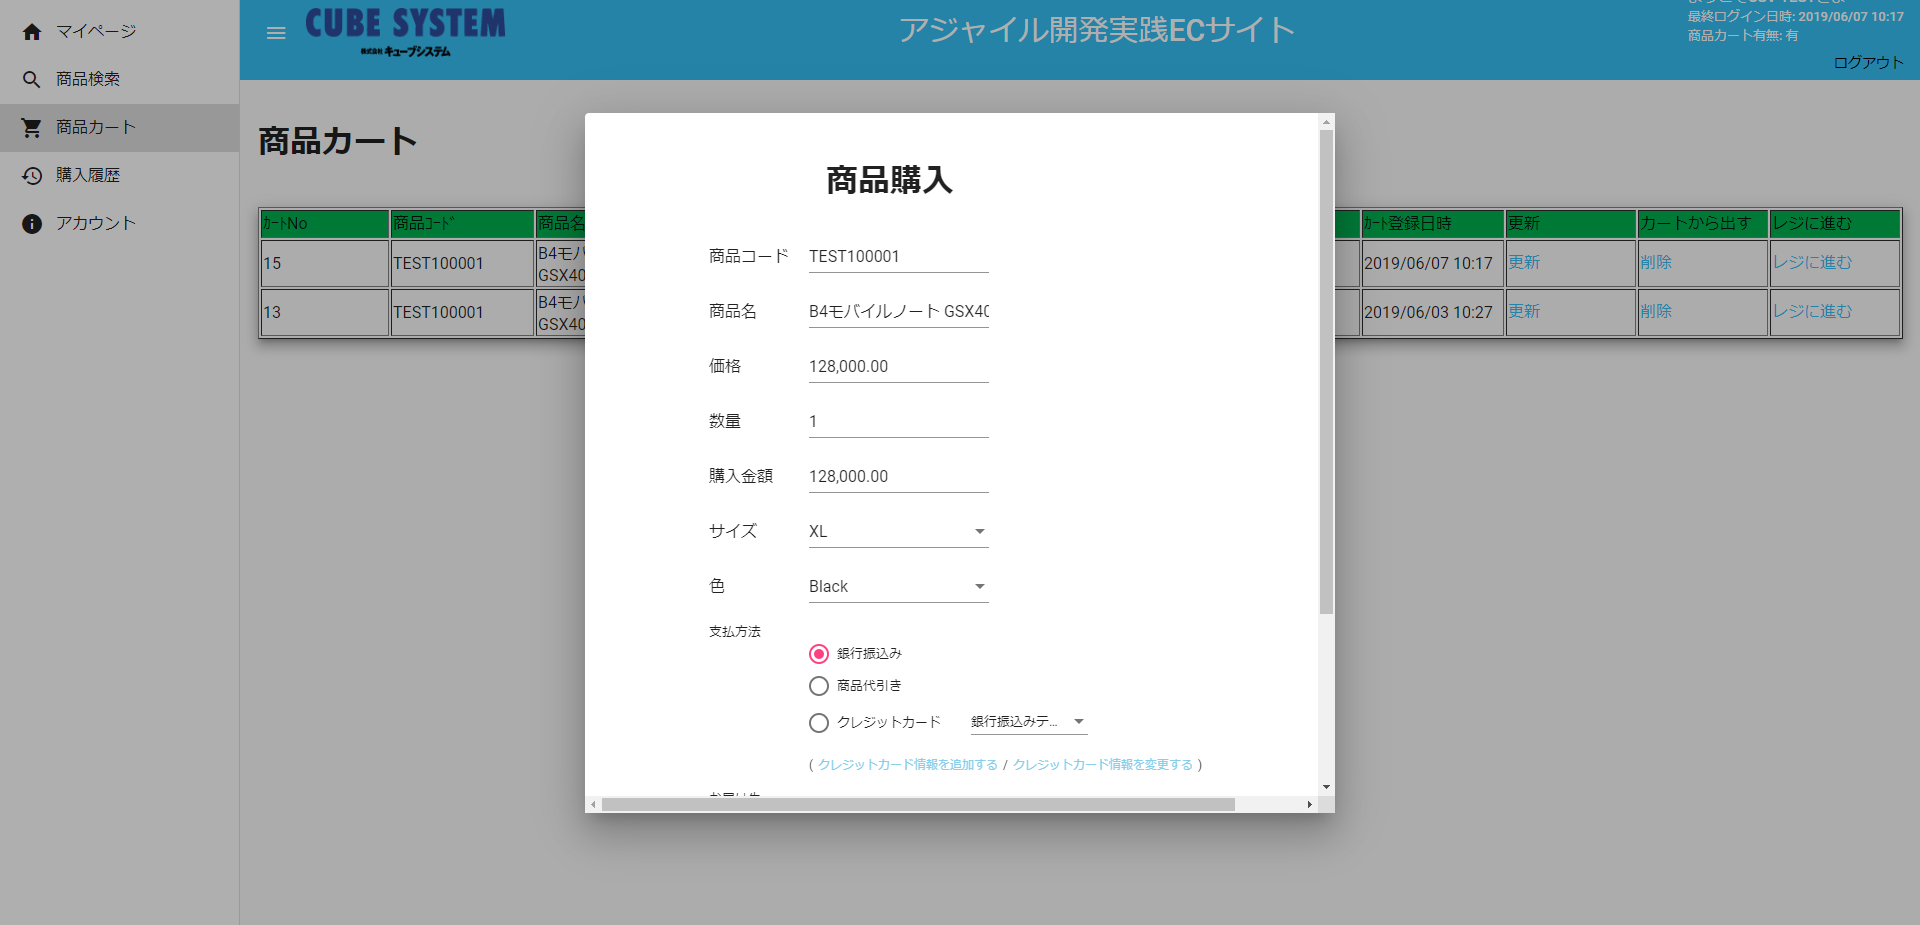 マイページ
商品検索
商品カート
購入履歴
アカウント
CUBE SYSTEM
株式会社 キューブシステム
アジャイル開発実践ECサイト
最終ログイン日時: 2019/06/07 10:17
商品カート有無: 有
ログアウト
商品カート
ｶｰﾄNo 商品ｺｰﾄﾞ 商品名 ｶｰﾄ登録日時 更新 カートから出す レジに進む
15 TEST100001 B4モバ
GSX40 2019/06/07 10:17 更新 削除 レジに進む
13 TEST100001 B4モバ
GSX40 2019/06/03 10:27 更新 削除 レジに進む
商品購入
商品コード TEST100001
商品名 B4モバイルノート GSX40
価格 128,000.00
数量 1
購入金額 128,000.00
サイズ XL
色 Black
支払方法
銀行振込み
商品代引き
クレジットカード 銀行振込みテ...
( クレジットカード情報を追加する / クレジットカード情報を変更する )